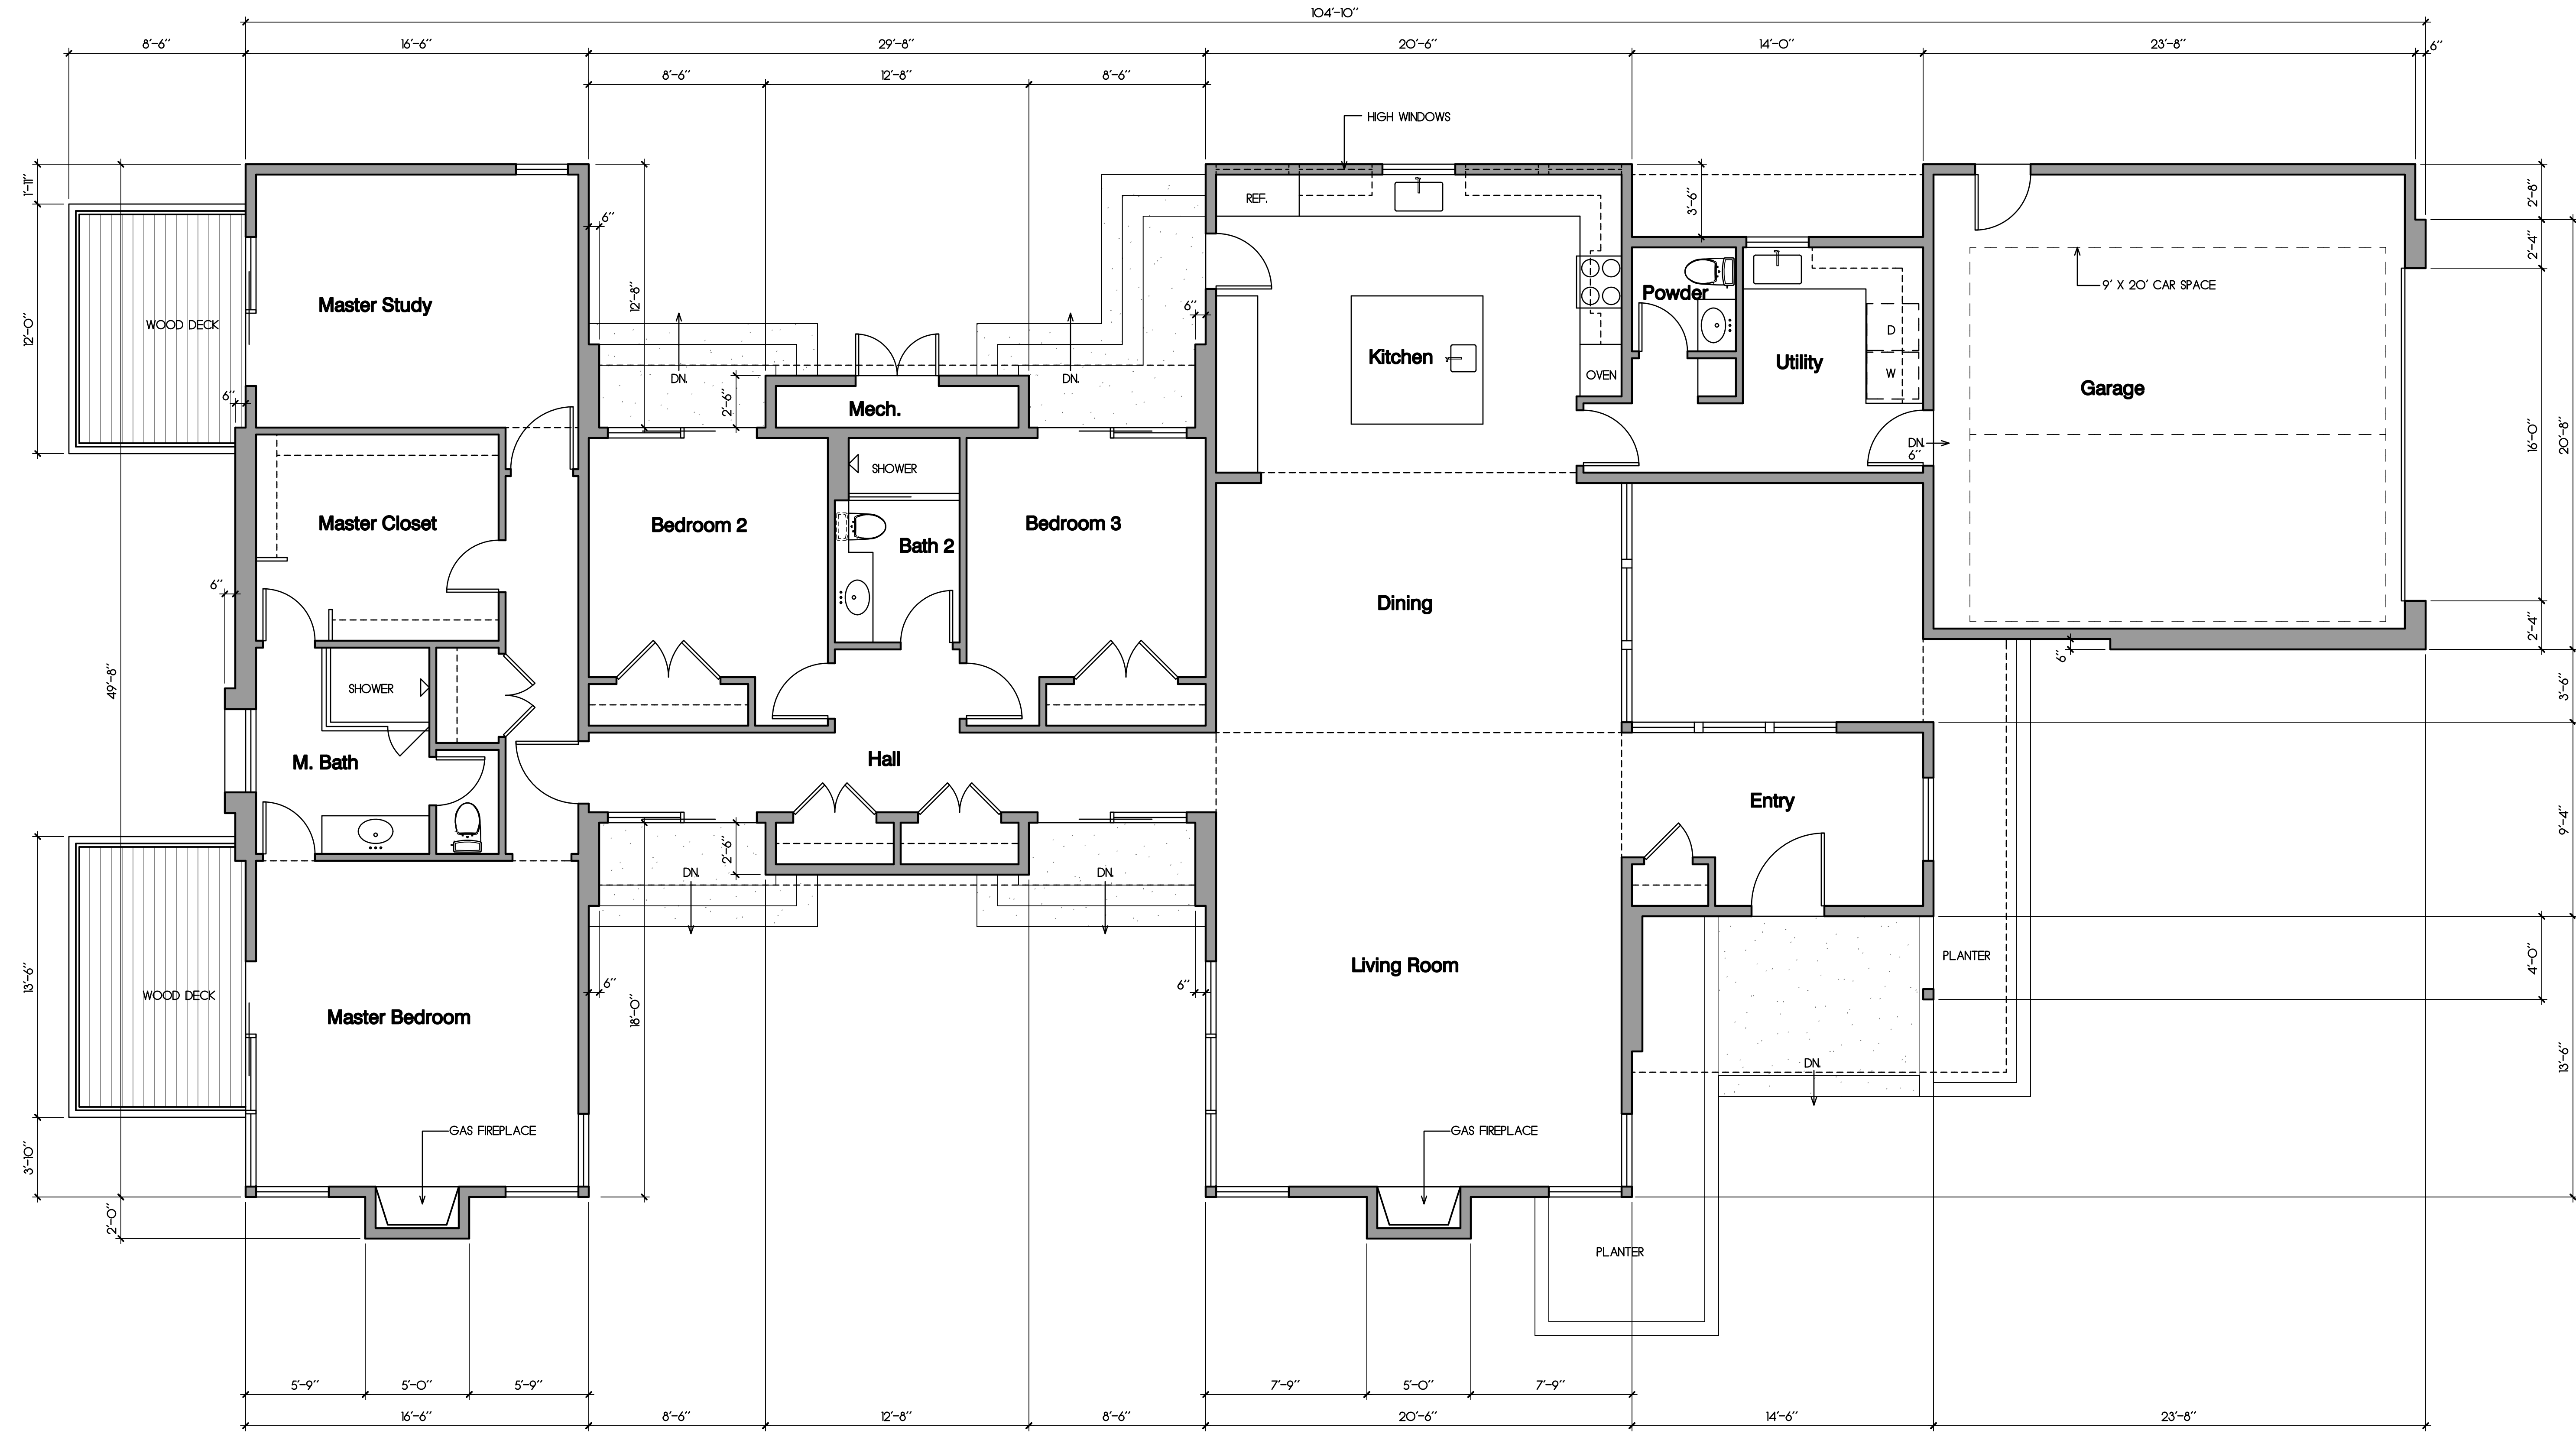 104'-10"
8'-6" 16'-6" 29'-8" 20'-6" 14'-0" 23'-8" 6"
8'-6" 12'-8" 8'-6"
HIGH WINDOWS
1'-11"
2'-8"
REF.
3'-6"
6"
2'-4"
12'-8"
9' X 20' CAR SPACE
Master Study
Powder
6"
WOOD DECK
12'-0"
D
Kitchen
Utility
W
OVEN
DN.
DN.
Garage
6"
2'-6"
Mech.
16'-0"
20'-8"
DN.
6"
SHOWER
Master Closet
Bedroom 2
Bedroom 3
Bath 2
6"
Dining
2'-4"
6"
49'-8"
SHOWER
3'-6"
M. Bath
Hall
Entry
9'-4"
2'-6"
DN.
DN.
PLANTER
4'-0"
Living Room
13'-6"
WOOD DECK
6"
6"
18'-0"
Master Bedroom
13'-6"
DN.
GAS FIREPLACE
GAS FIREPLACE
3'-10"
2'-0"
PLANTER
5'-9" 5'-0" 5'-9" 7'-9" 5'-0" 7'-9"
16'-6" 8'-6" 12'-8" 8'-6" 20'-6" 14'-6" 23'-8"